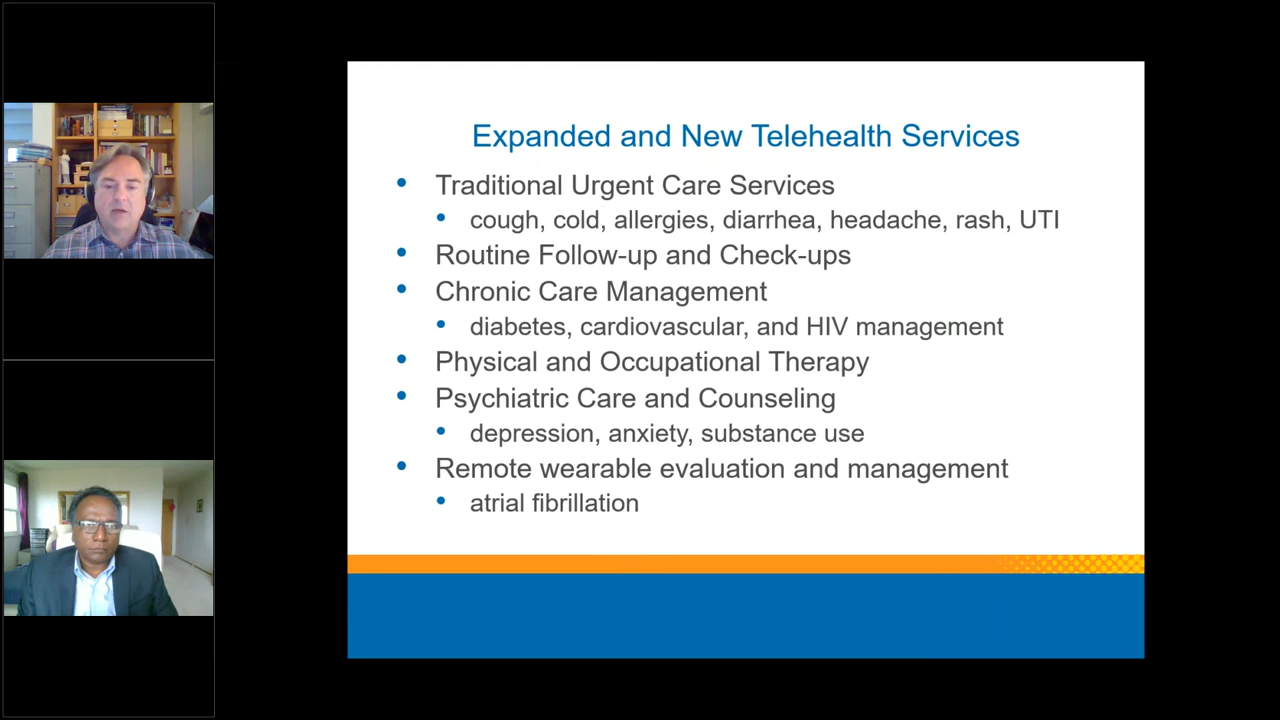 Expanded and New Telehealth Services
• Traditional Urgent Care Services
• cough, cold, allergies, diarrhea, headache, rash, UTI
• Routine Follow-up and Check-ups
• Chronic Care Management
• diabetes, cardiovascular, and HIV management
• Physical and Occupational Therapy
• Psychiatric Care and Counseling
• depression, anxiety, substance use
• Remote wearable evaluation and management
• atrial fibrillation